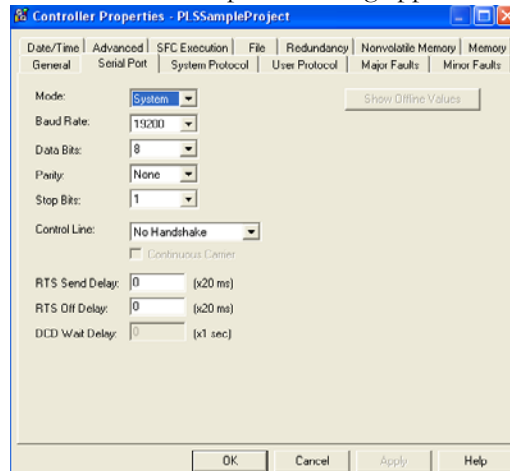 Controller Properties - PLSSampleProject
Date/Time Advanced SFC Execution File Redundancy Nonvolatile Memory Memory
General Serial Port System Protocol User Protocol Major Faults Minor Faults
Mode: System Show Offline Values
Baud Rate: 19200
Data Bits: 8
Parity: None
Stop Bits: 1
Control Line: No Handshake
Continuous Carrier
RTS Send Delay: 0 (x20 ms)
RTS Off Delay: 0 (x20 ms)
DCD Wait Delay: 0 (x1 sec)
OK Cancel Apply Help